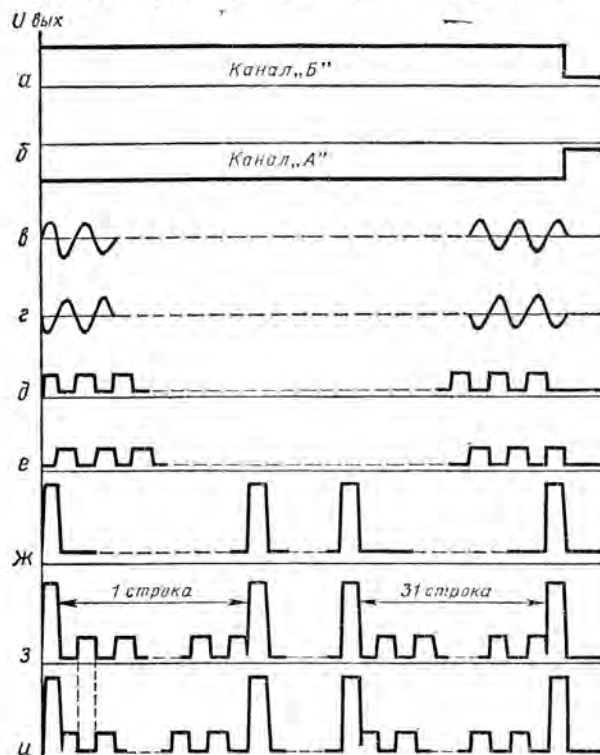 U вых
а
Канал „Б"
б
Канал „А"
в
г
д
е
ж
1 строка
31 строка
з
и